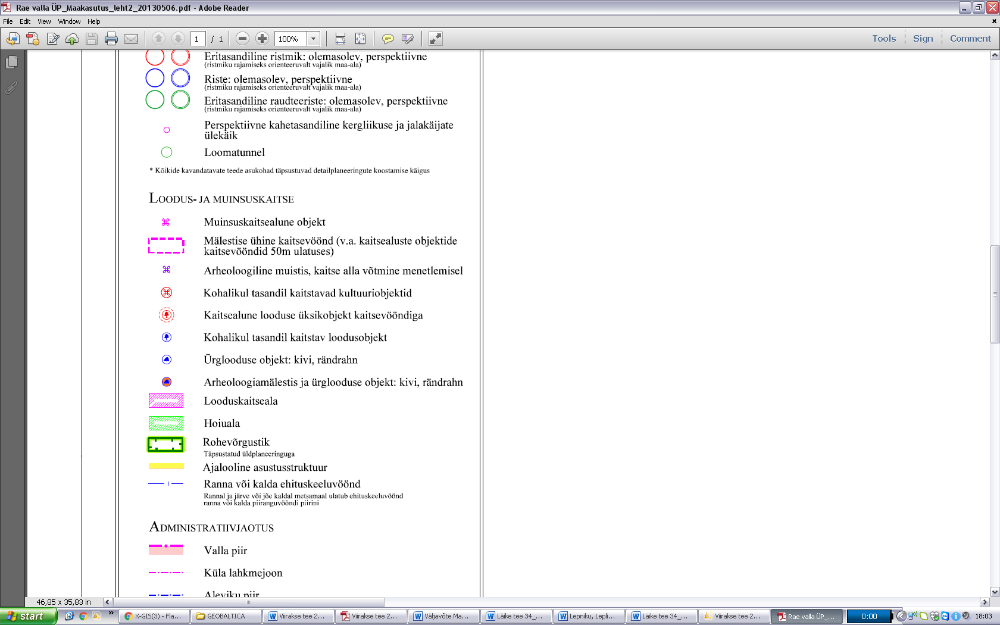 Rae valla ÜP_Maakasutus_leht2_20130506.pdf - Adobe Reader
File Edit View Window Help
1 / 1 100% Tools Sign Comment
Eritasandiline ristmik: olemasolev, perspektiivne
(ristmiku rajamiseks orienteeruvalt vajalik maa-ala)
Riste: olemasolev, perspektiivne
(ristmiku rajamiseks orienteeruvalt vajalik maa-ala)
Eritasandiline raudteeriste: olemasolev, perspektiivne
(ristmiku rajamiseks orienteeruvalt vajalik maa-ala)
Perspektiivne kahetasandiline kergliikuse ja jalakäijate
ülekäik
Loomatunnel
* Kõikide kavandatavate teede asukohad täpsustuvad detailplaneeringute koostamise käigus
LOODUS- JA MUINSUSKAITSE
Muinsuskaitsealune objekt
Mälestise ühine kaitsevöönd (v.a. kaitsealuste objektide
kaitsevööndid 50m ulatuses)
Arheoloogiline muistis, kaitse alla võtmine menetlemisel
Kohalikul tasandil kaitstavad kultuuriobjektid
Kaitsealune looduse üksikobjekt kaitsevööndiga
Kohalikul tasandil kaitstav loodusobjekt
Ürglooduse objekt: kivi, rändrahn
Arheoloogiamälestis ja ürglooduse objekt: kivi, rändrahn
Looduskaitseala
Hoiuala
Rohevõrgustik
Täpsustatud üldplaneeringuga
Ajalooline asustusstruktuur
Ranna või kalda ehituskeeluvöönd
Rannal ja järve või jõe kaldal metsamaal ulatub ehituskeeluvöönd
ranna või kalda piiranguvööndi piirini
ADMINISTRATIIVJAOTUS
Valla piir
Küla lahkmejoon
Aleviku piir
46,85 x 35,83 in
start X-GIS(3) - Fla... GEOBALTICA Viirakse tee 2... Viirakse tee 2... Väljavõte Ma... Läike tee 34_... Lepniku, Lepli... Läike tee 34_... Viirakse tee 2... Rae valla ÜP_... 0:00 18:03